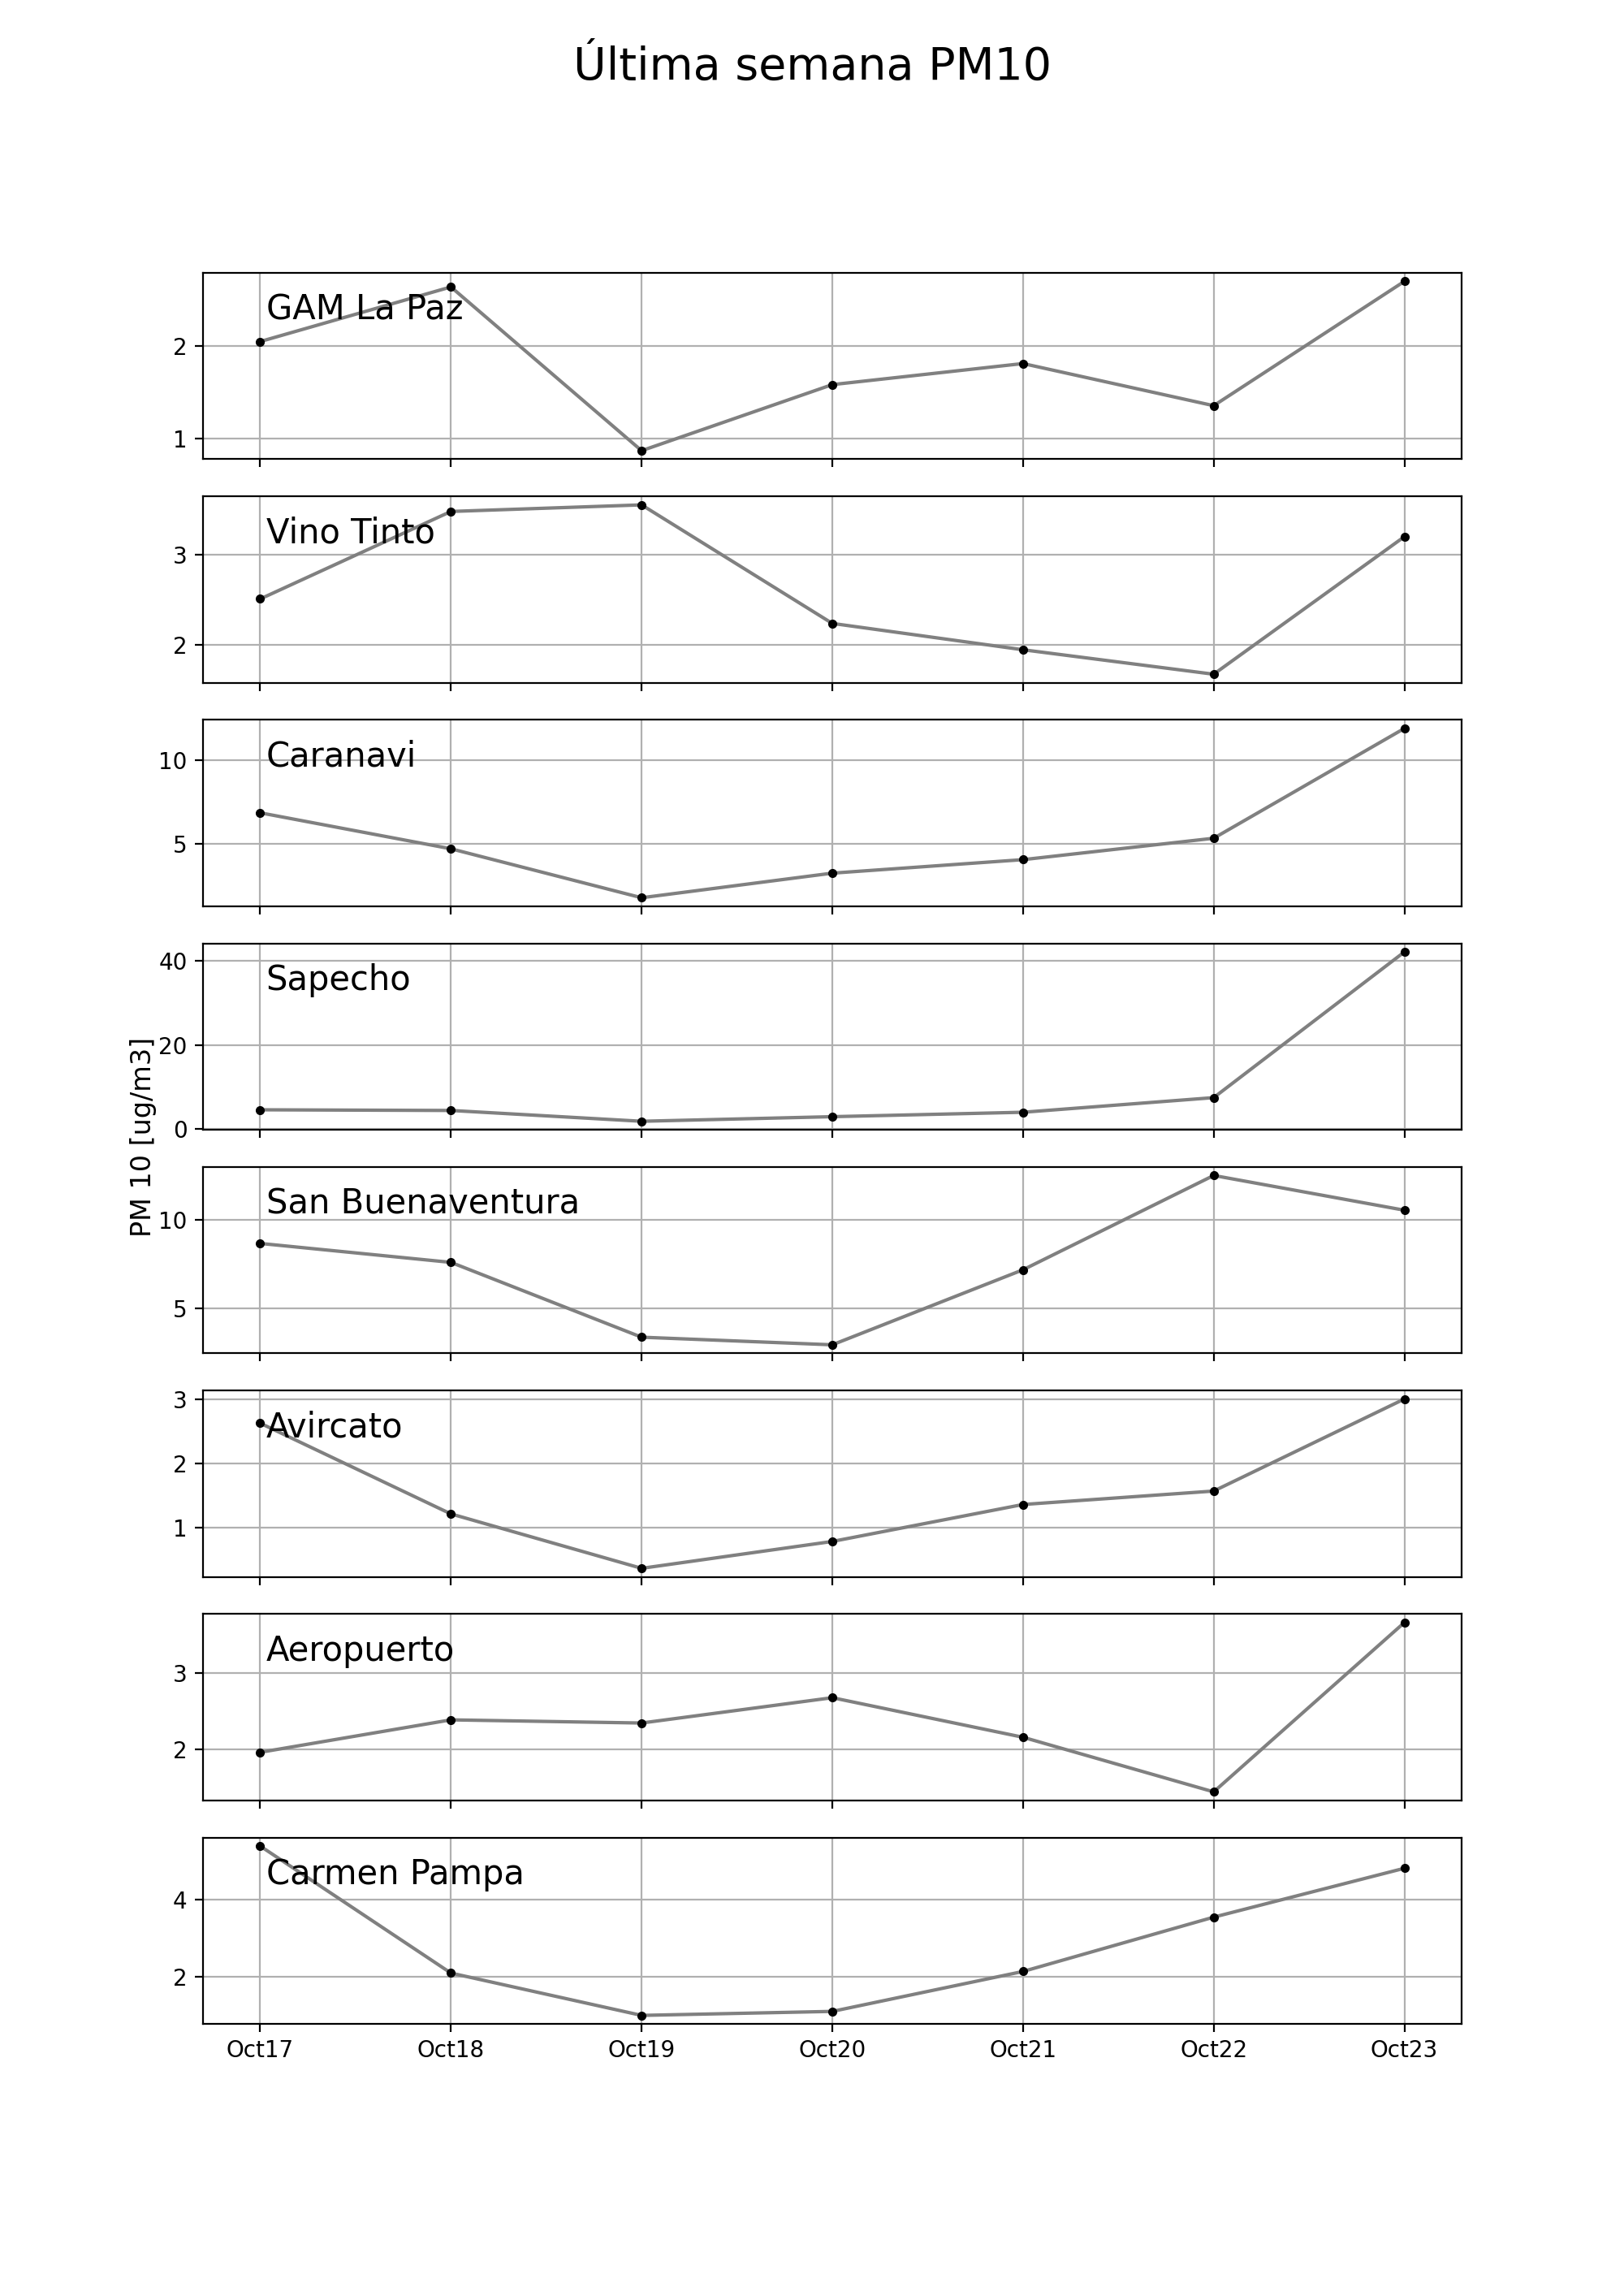 Última semana PM10
GAM La Paz
2
1
Vino Tinto
3
2
Caranavi
10
5
Sapecho
40
20
0
PM 10 [ug/m3]
San Buenaventura
10
5
Avircato
3
2
1
Aeropuerto
3
2
Carmen Pampa
4
2
Oct17 Oct18 Oct19 Oct20 Oct21 Oct22 Oct23